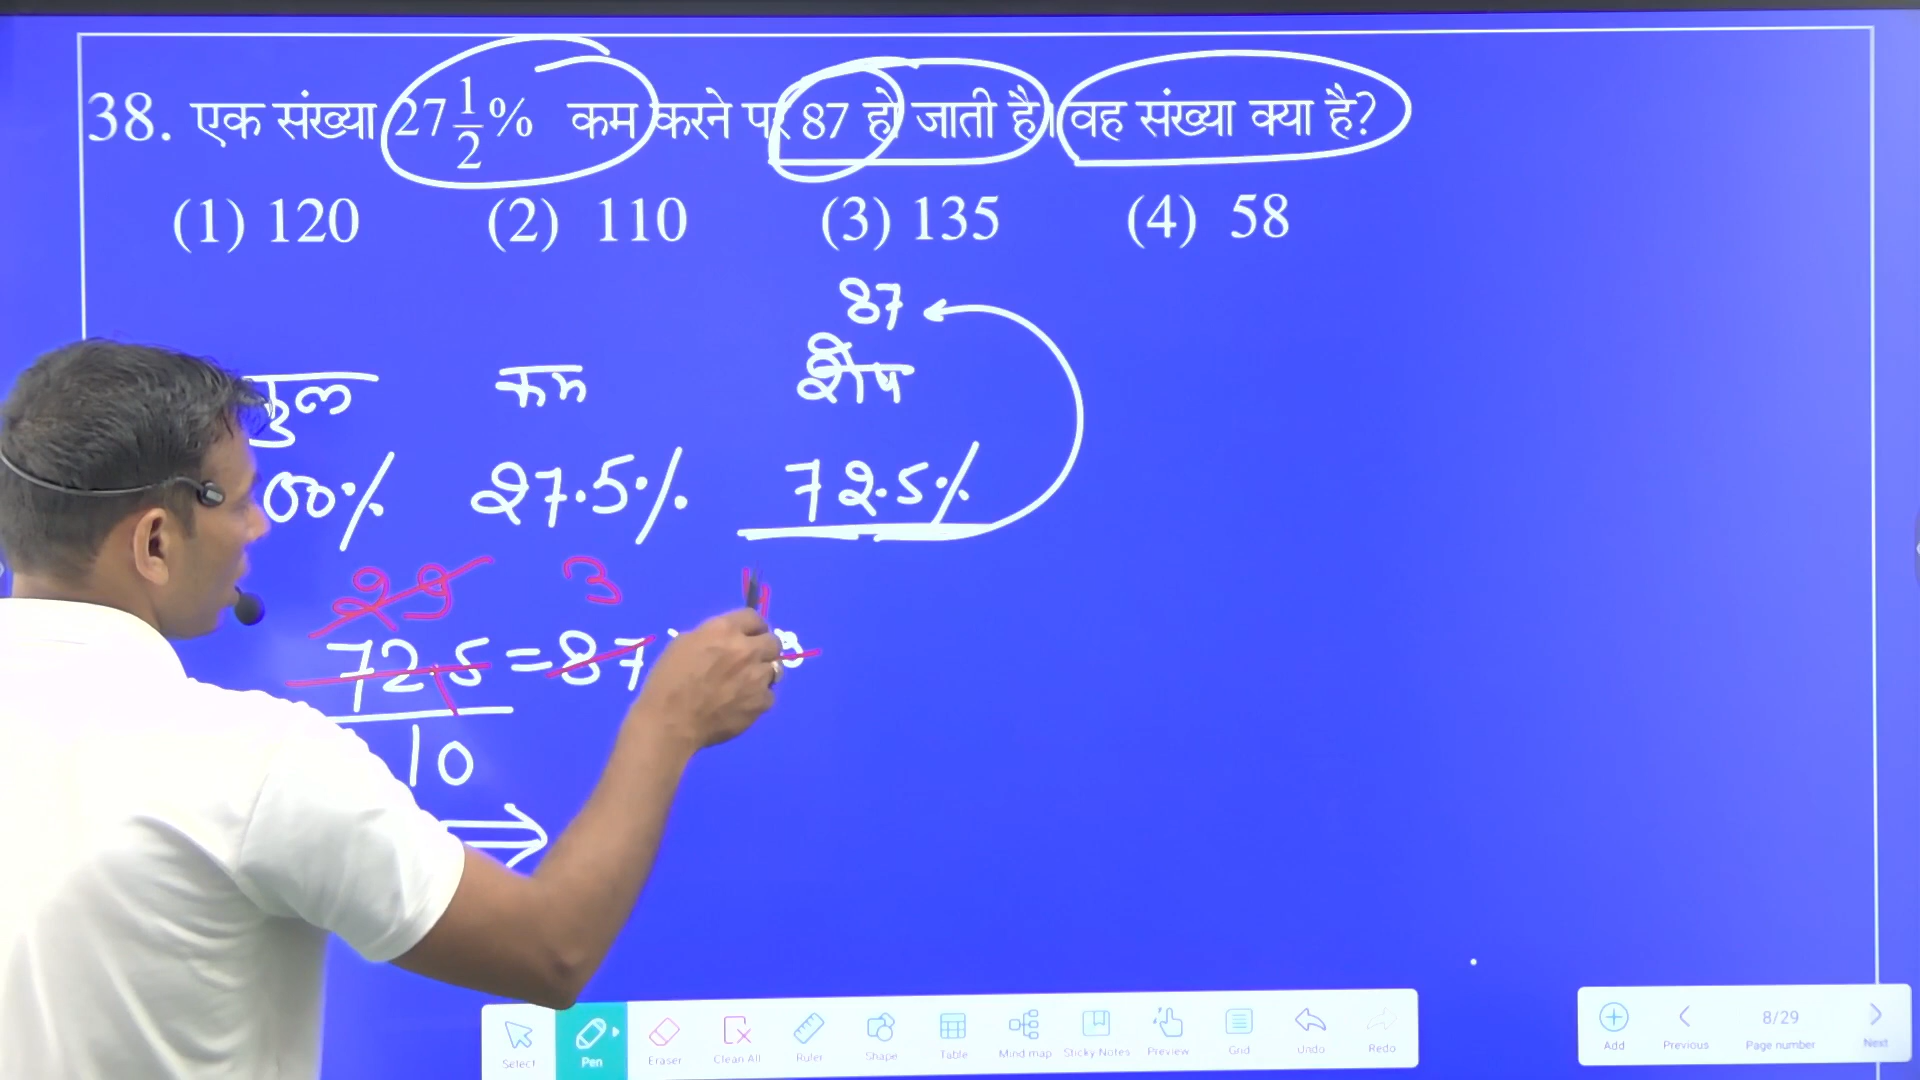 38. एक संख्या 27 1/2 % कम करने पर 87 हो जाती है। वह संख्या क्या है?
(1) 120 (2) 110 (3) 135 (4) 58
87
कुल कम शेष
00% 27.5% 72.5%
29 3
72.5 = 87
10
Select Pen Eraser Clean All Ruler Shape Table Mind map Sticky Notes Preview Grid Undo Redo
Add Previous 8/29 Page number Next